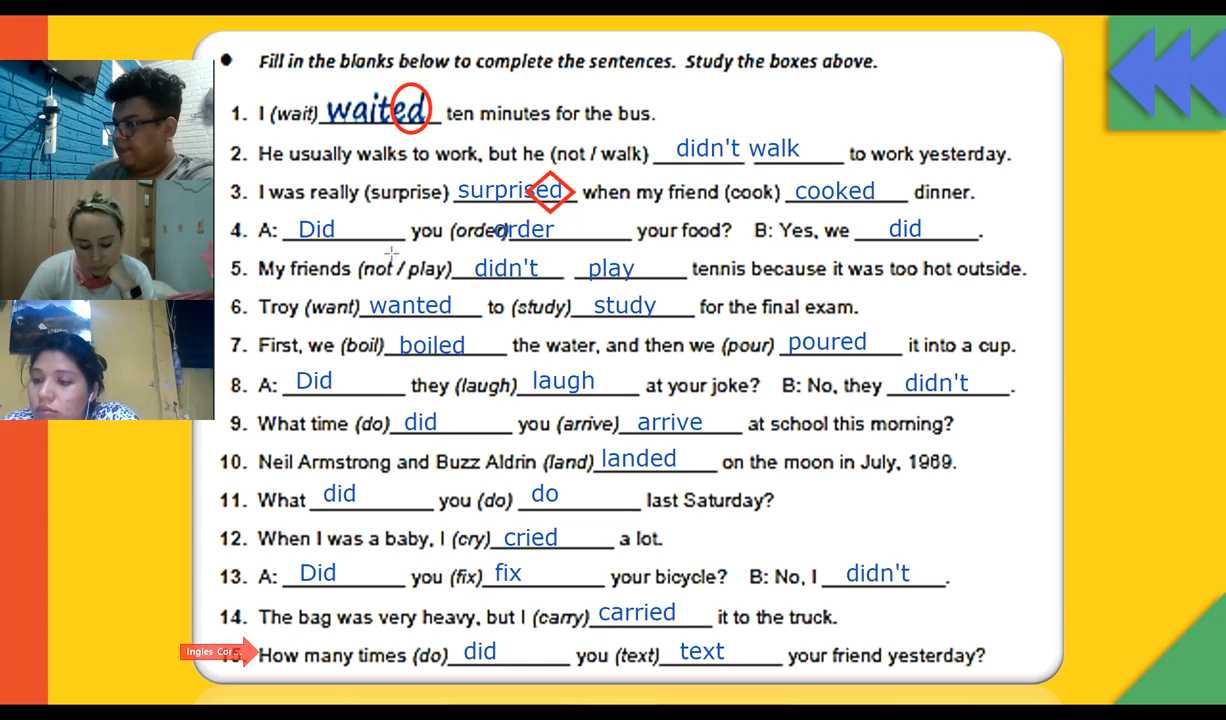 Fill in the blanks below to complete the sentences. Study the boxes above.
1. I (wait) waited ten minutes for the bus.
2. He usually walks to work, but he (not / walk) didn't walk to work yesterday.
3. I was really (surprise) surprised when my friend (cook) cooked dinner.
4. A: Did you (order) order your food? B: Yes, we did.
5. My friends (not / play) didn't play tennis because it was too hot outside.
6. Troy (want) wanted to (study) study for the final exam.
7. First, we (boil) boiled the water, and then we (pour) poured it into a cup.
8. A: Did they (laugh) laugh at your joke? B: No, they didn't.
9. What time (do) did you (arrive) arrive at school this morning?
10. Neil Armstrong and Buzz Aldrin (land) landed on the moon in July, 1969.
11. What did you (do) do last Saturday?
12. When I was a baby, I (cry) cried a lot.
13. A: Did you (fix) fix your bicycle? B: No, I didn't.
14. The bag was very heavy, but I (carry) carried it to the truck.
Ingles Cor...
15. How many times (do) did you (text) text your friend yesterday?